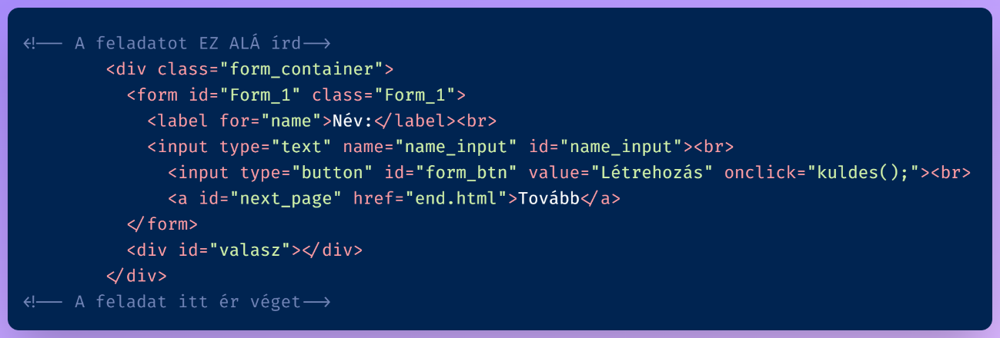 <!-- A feladatot EZ ALÁ írd-->
<div class="form_container">
<form id="Form_1" class="Form_1">
<label for="name">Név:</label><br>
<input type="text" name="name_input" id="name_input"><br>
<input type="button" id="form_btn" value="Létrehozás" onclick="kuldes();"><br>
<a id="next_page" href="end.html">Tovább</a>
</form>
<div id="valasz"></div>
</div>
<!-- A feladat itt ér véget-->